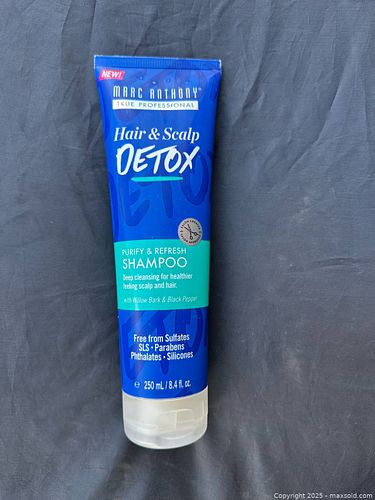 NEW!
MARC ANTHONY
TRUE PROFESSIONAL
Hair & Scalp
DETOX
PURIFY & REFRESH
SHAMPOO
Deep cleansing for healthier
feeling scalp and hair.
with Willow Bark & Black Pepper
Free from Sulfates
SLS • Parabens
Phthalates • Silicones
e 250 mL / 8.4 fl. oz.
Copyright © 2025 - maxsold.com